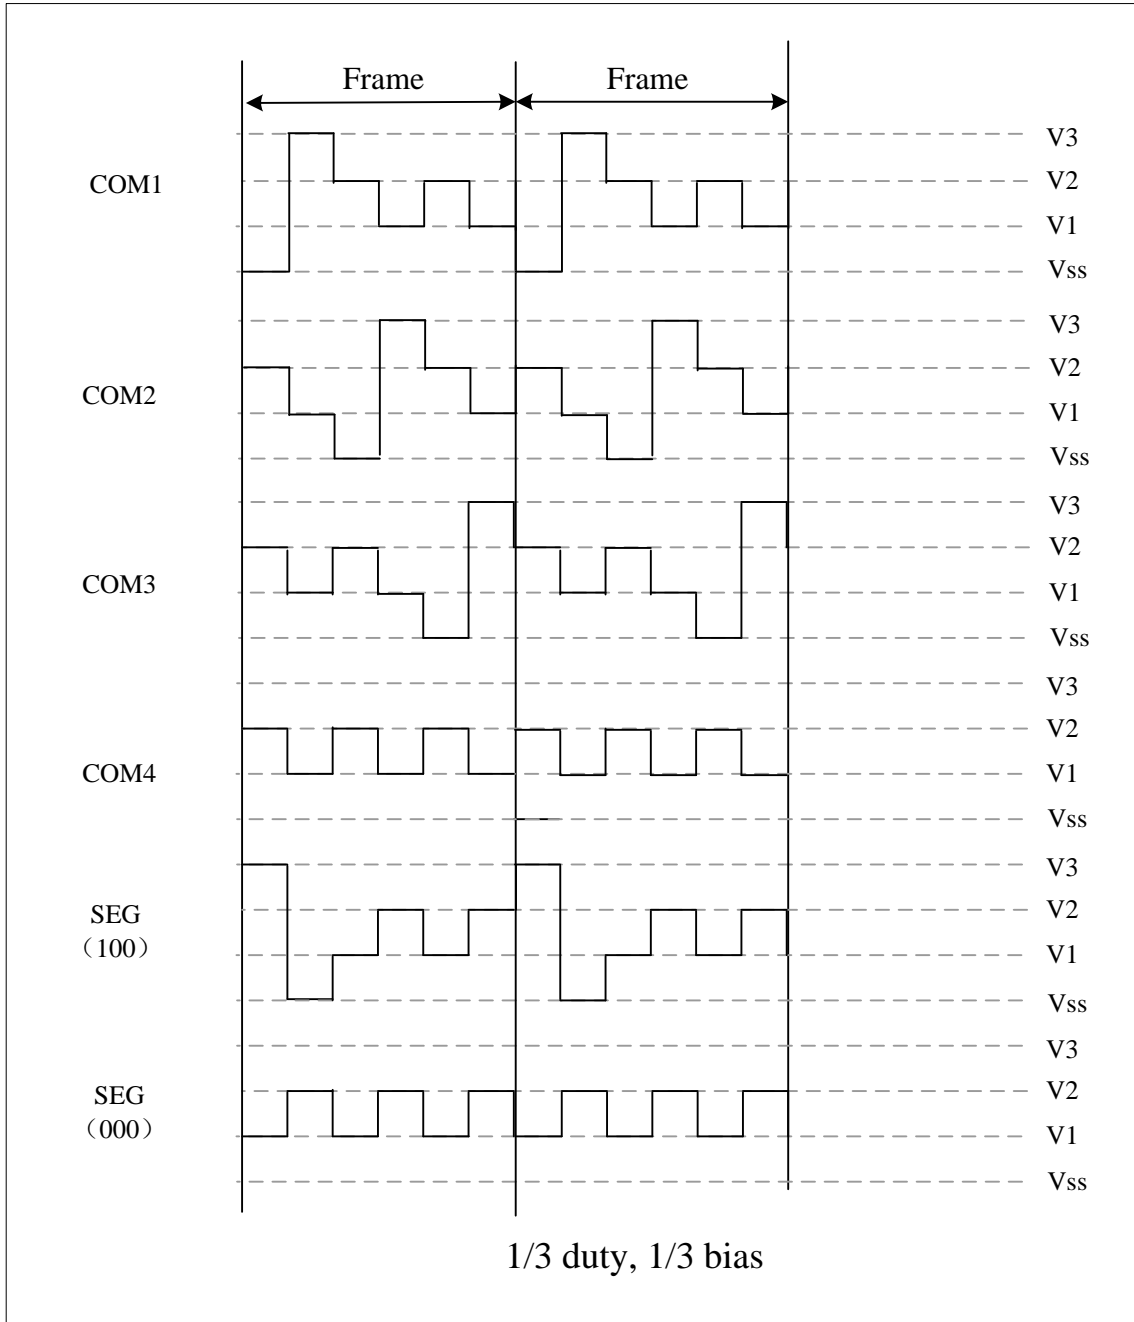 Frame Frame
V3
COM1
V2
V1
Vss
V3
V2
COM2
V1
Vss
V3
V2
COM3
V1
Vss
V3
V2
COM4
V1
Vss
V3
SEG
（100）
V2
V1
Vss
V3
SEG
（000）
V2
V1
Vss
1/3 duty, 1/3 bias